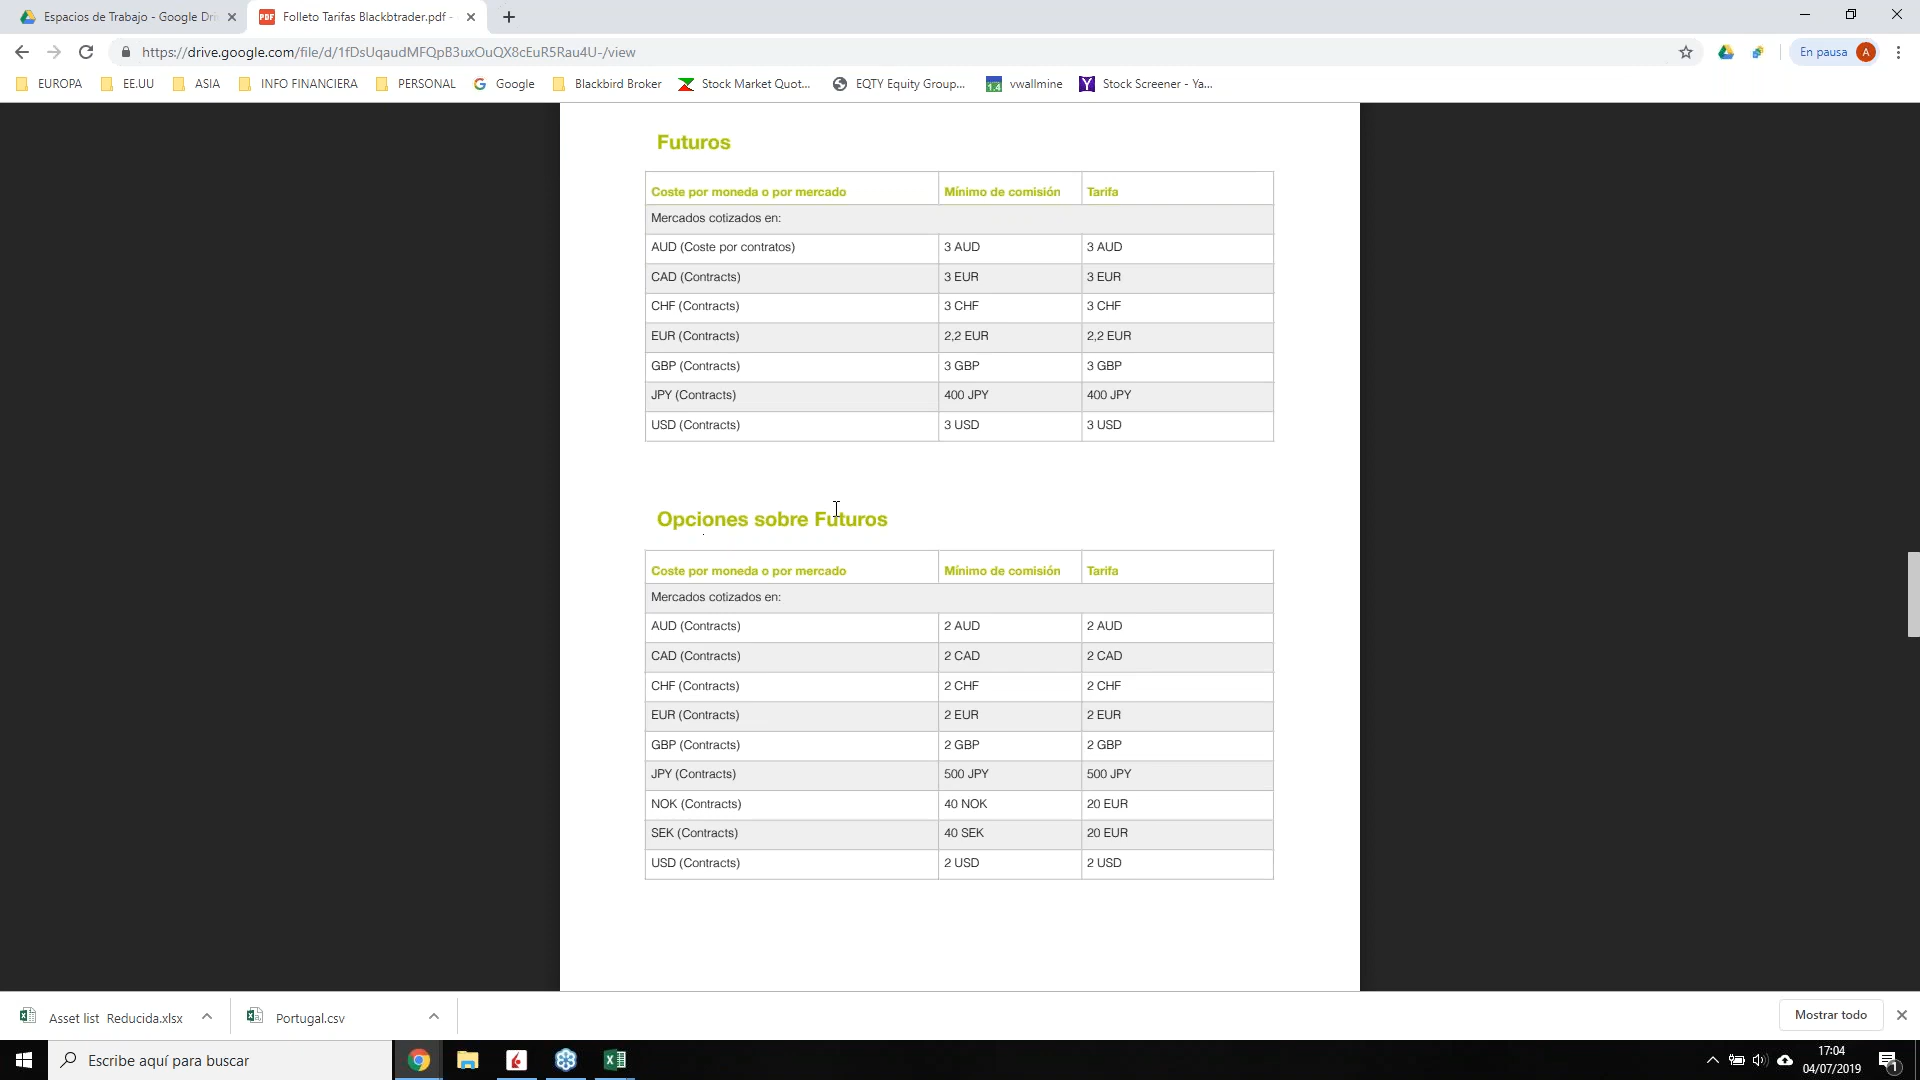 Espacios de Trabajo - Google Dri
Folleto Tarifas Blackbtrader.pdf -
https://drive.google.com/file/d/1fDsUqaudMFQpB3uxOuQX8cEuR5Rau4U-/view
En pausa A
EUROPA EE.UU ASIA INFO FINANCIERA PERSONAL Google Blackbird Broker Stock Market Quot... EQTY Equity Group... vwallmine Stock Screener - Ya...
Futuros
Coste por moneda o por mercado Mínimo de comisión Tarifa
Mercados cotizados en:
AUD (Coste por contratos) 3 AUD 3 AUD
CAD (Contracts) 3 EUR 3 EUR
CHF (Contracts) 3 CHF 3 CHF
EUR (Contracts) 2,2 EUR 2,2 EUR
GBP (Contracts) 3 GBP 3 GBP
JPY (Contracts) 400 JPY 400 JPY
USD (Contracts) 3 USD 3 USD
Opciones sobre Futuros
Coste por moneda o por mercado Mínimo de comisión Tarifa
Mercados cotizados en:
AUD (Contracts) 2 AUD 2 AUD
CAD (Contracts) 2 CAD 2 CAD
CHF (Contracts) 2 CHF 2 CHF
EUR (Contracts) 2 EUR 2 EUR
GBP (Contracts) 2 GBP 2 GBP
JPY (Contracts) 500 JPY 500 JPY
NOK (Contracts) 40 NOK 20 EUR
SEK (Contracts) 40 SEK 20 EUR
USD (Contracts) 2 USD 2 USD
Asset list Reducida.xlsx Portugal.csv Mostrar todo
Escribe aquí para buscar
17:04
04/07/2019
1